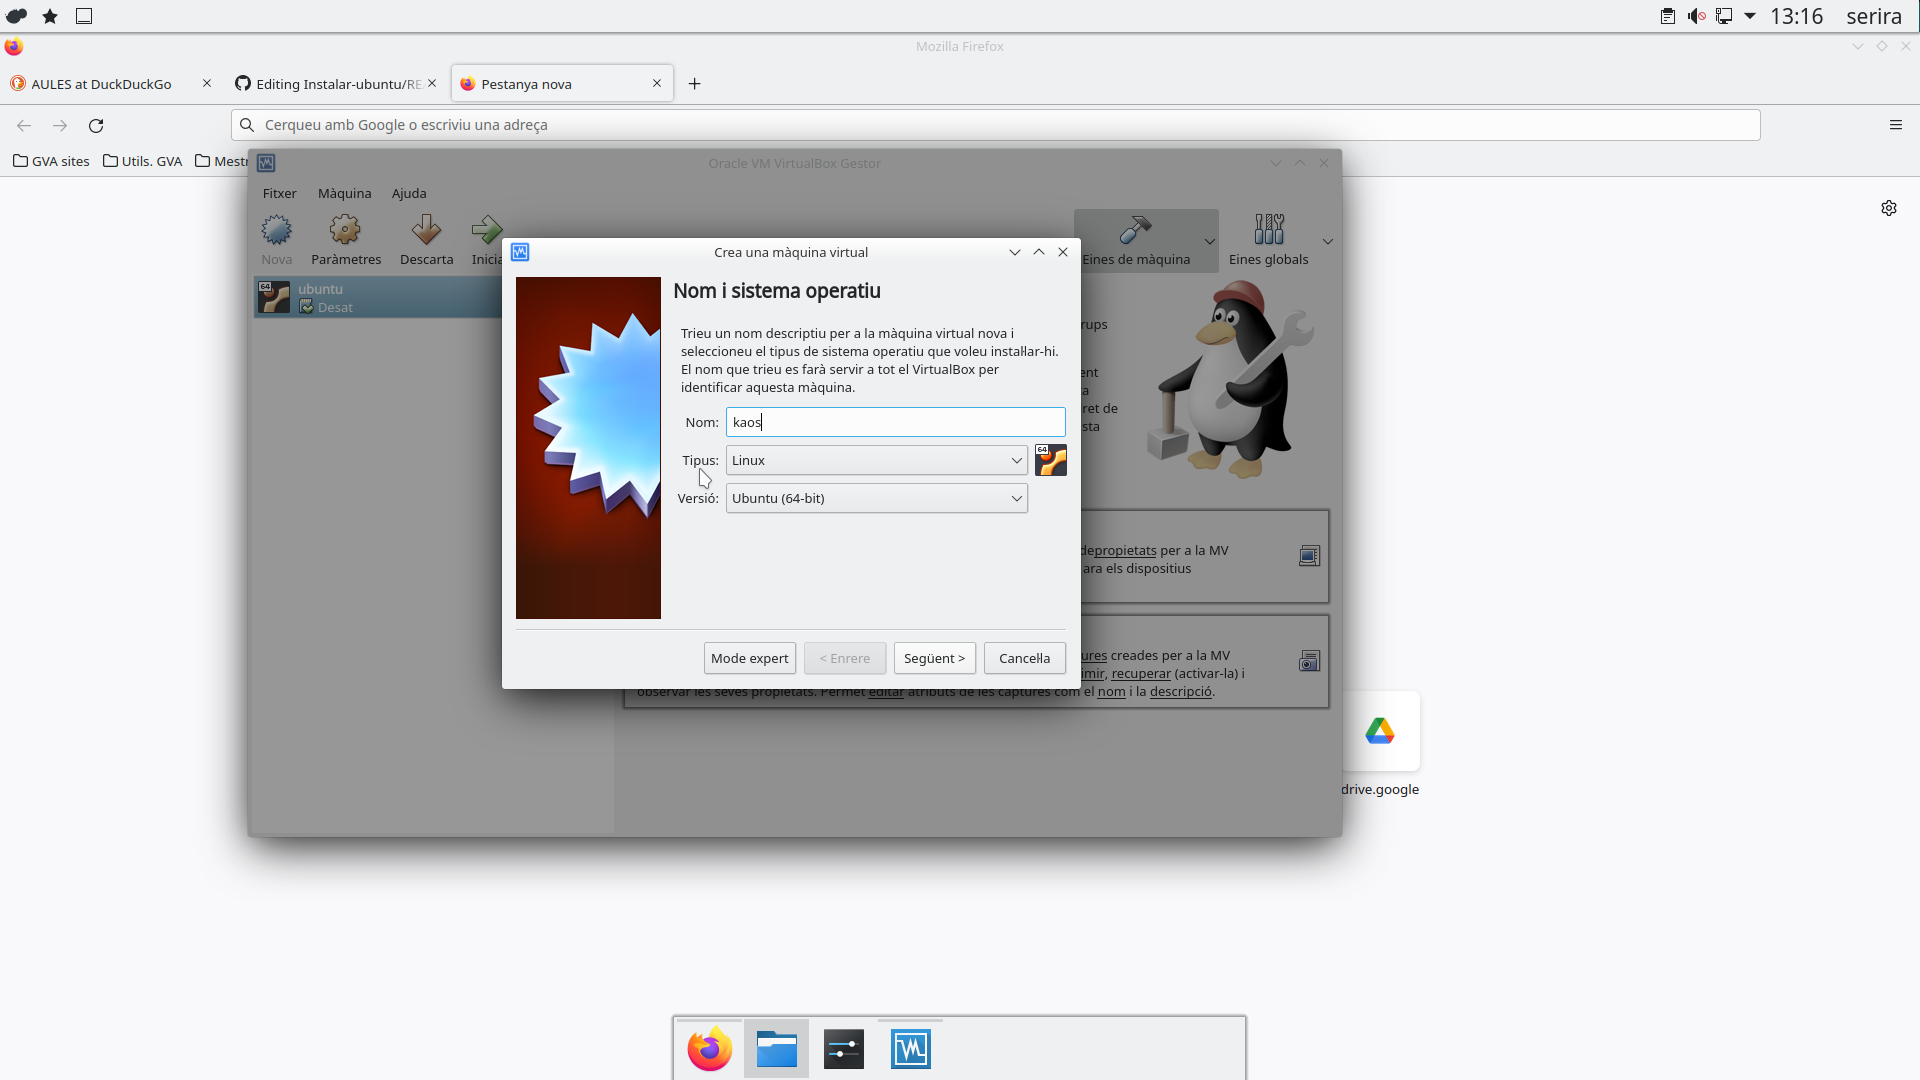 13:16 serira
Mozilla Firefox
AULES at DuckDuckGo
Editing Instalar-ubuntu/RE
Pestanya nova
Cerqueu amb Google o escriviu una adreça
GVA sites
Utils. GVA
Mestr
Oracle VM VirtualBox Gestor
Fitxer Màquina Ajuda
Nova
Paràmetres
Descarta
Inicia
Eines de màquina
Eines globals
64
ubuntu
Desat
Crea una màquina virtual
Nom i sistema operatiu
Trieu un nom descriptiu per a la màquina virtual nova i
seleccioneu el tipus de sistema operatiu que voleu instaŀlar-hi.
El nom que trieu es farà servir a tot el VirtualBox per
identificar aquesta màquina.
Nom: kaos
Tipus: Linux
64
Versió: Ubuntu (64-bit)
Mode expert
< Enrere
Següent >
Canceŀla
rups
ent
a
ret de
sta
depropietats per a la MV
ara els dispositius
ures creades per a la MV
imir, recuperar (activar-la) i
observar les seves propietats. Permet editar atributs de les captures com el nom i la descripció.
drive.google